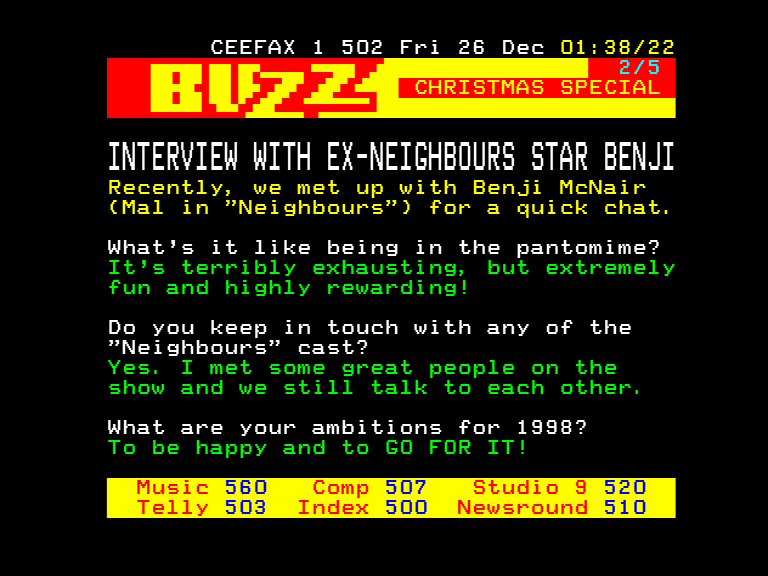 CEEFAX 1 502 Fri 26 Dec 01:38/22
BUZZ 2/5
CHRISTMAS SPECIAL
INTERVIEW WITH EX-NEIGHBOURS STAR BENJI
Recently, we met up with Benji McNair
(Mal in "Neighbours") for a quick chat.
What's it like being in the pantomime?
It's terribly exhausting, but extremely
fun and highly rewarding!
Do you keep in touch with any of the
"Neighbours" cast?
Yes. I met some great people on the
show and we still talk to each other.
What are your ambitions for 1998?
To be happy and to GO FOR IT!
Music 560 Comp 507 Studio 9 520
Telly 503 Index 500 Newsround 510